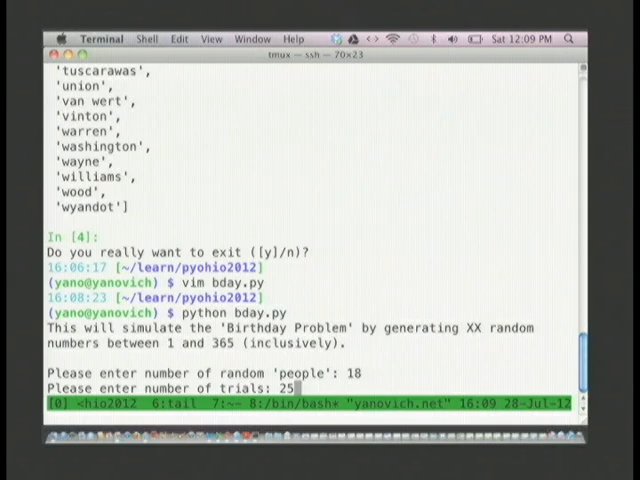 Terminal Shell Edit View Window Help Sat 12:09 PM
tmux — ssh — 70×23
'tuscarawas',
'union',
'van wert',
'vinton',
'warren',
'washington',
'wayne',
'williams',
'wood',
'wyandot']
In [4]:
Do you really want to exit ([y]/n)?
16:06:17 [~/learn/pyohio2012]
(yano@yanovich) $ vim bday.py
16:08:23 [~/learn/pyohio2012]
(yano@yanovich) $ python bday.py
This will simulate the 'Birthday Problem' by generating XX random
numbers between 1 and 365 (inclusively).
Please enter number of random 'people': 18
Please enter number of trials: 25
[0] <hio2012 6:tail 7:~- 8:/bin/bash* "yanovich.net" 16:09 28-Jul-12